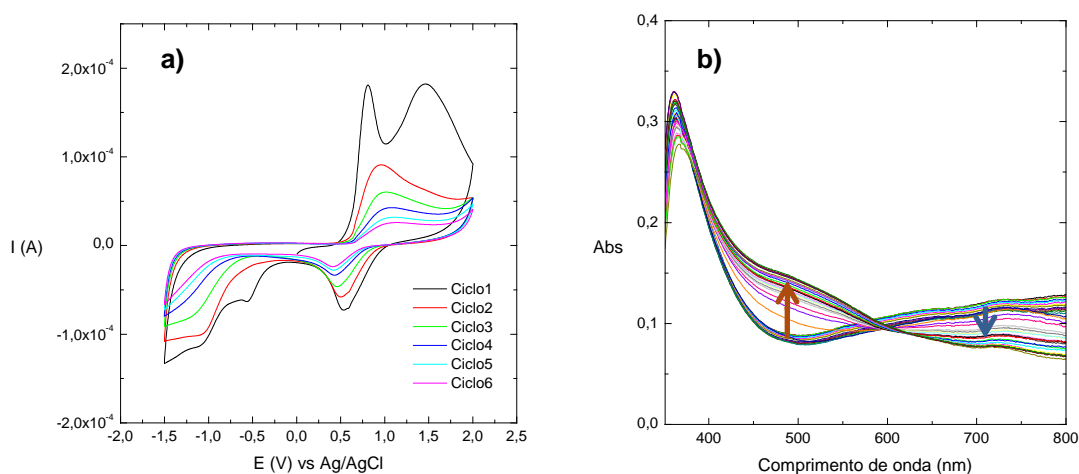 a)
I (A)
2,0x10⁻⁴
1,0x10⁻⁴
0,0
-1,0x10⁻⁴
-2,0x10⁻⁴
-2,0 -1,5 -1,0 -0,5 0,0 0,5 1,0 1,5 2,0 2,5
E (V) vs Ag/AgCl
Ciclo1
Ciclo2
Ciclo3
Ciclo4
Ciclo5
Ciclo6
b)
Abs
0,4
0,3
0,2
0,1
0,0
400 500 600 700 800
Comprimento de onda (nm)